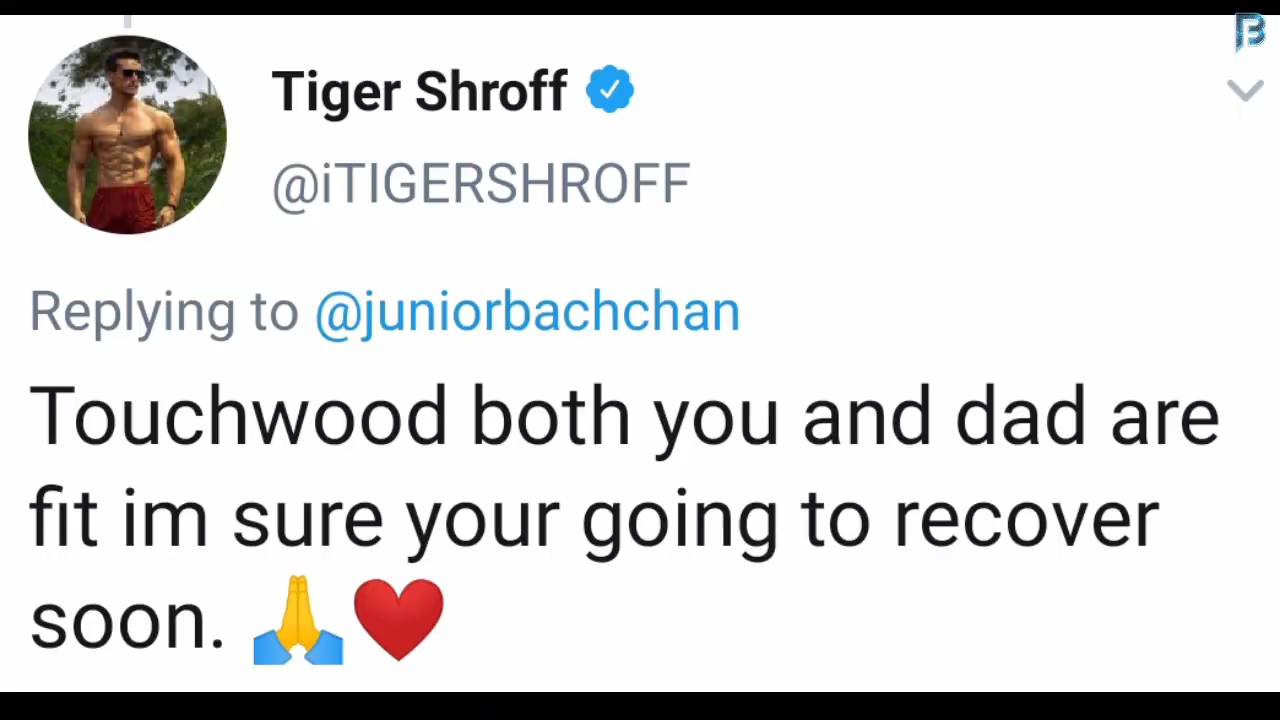 Tiger Shroff
@iTIGERSHROFF
Replying to @juniorbachchan
Touchwood both you and dad are
fit im sure your going to recover
soon. 🙏❤️